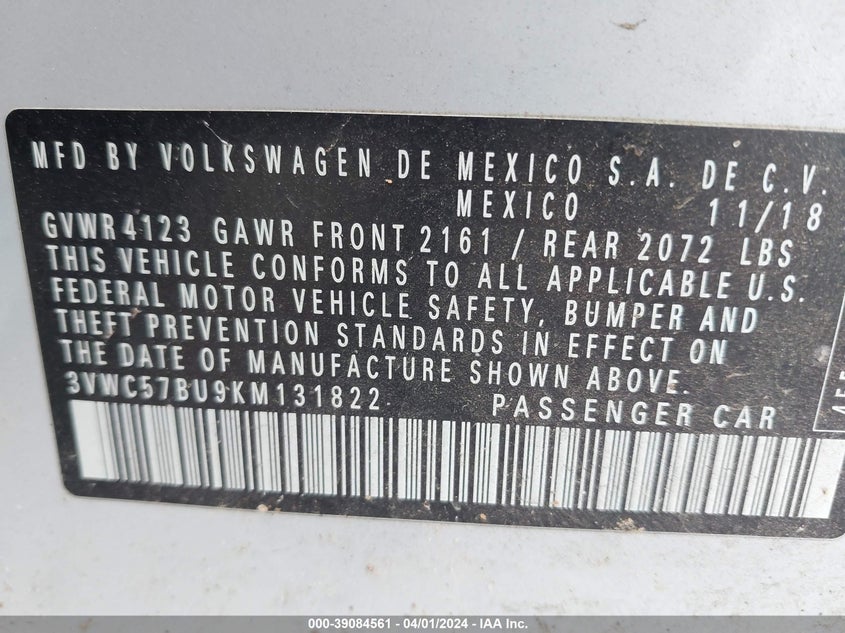 MFD BY VOLKSWAGEN DE MEXICO S.A. DE C.V.
MEXICO 11/18
GVWR 4123 GAWR FRONT 2161 / REAR 2072 LBS
THIS VEHICLE CONFORMS TO ALL APPLICABLE U.S.
FEDERAL MOTOR VEHICLE SAFETY, BUMPER AND
THEFT PREVENTION STANDARDS IN EFFECT ON
THE DATE OF MANUFACTURE SHOWN ABOVE.
3VWC57BU9KM131822 PASSENGER CAR
000-39084561 - 04/01/2024 - IAA Inc.